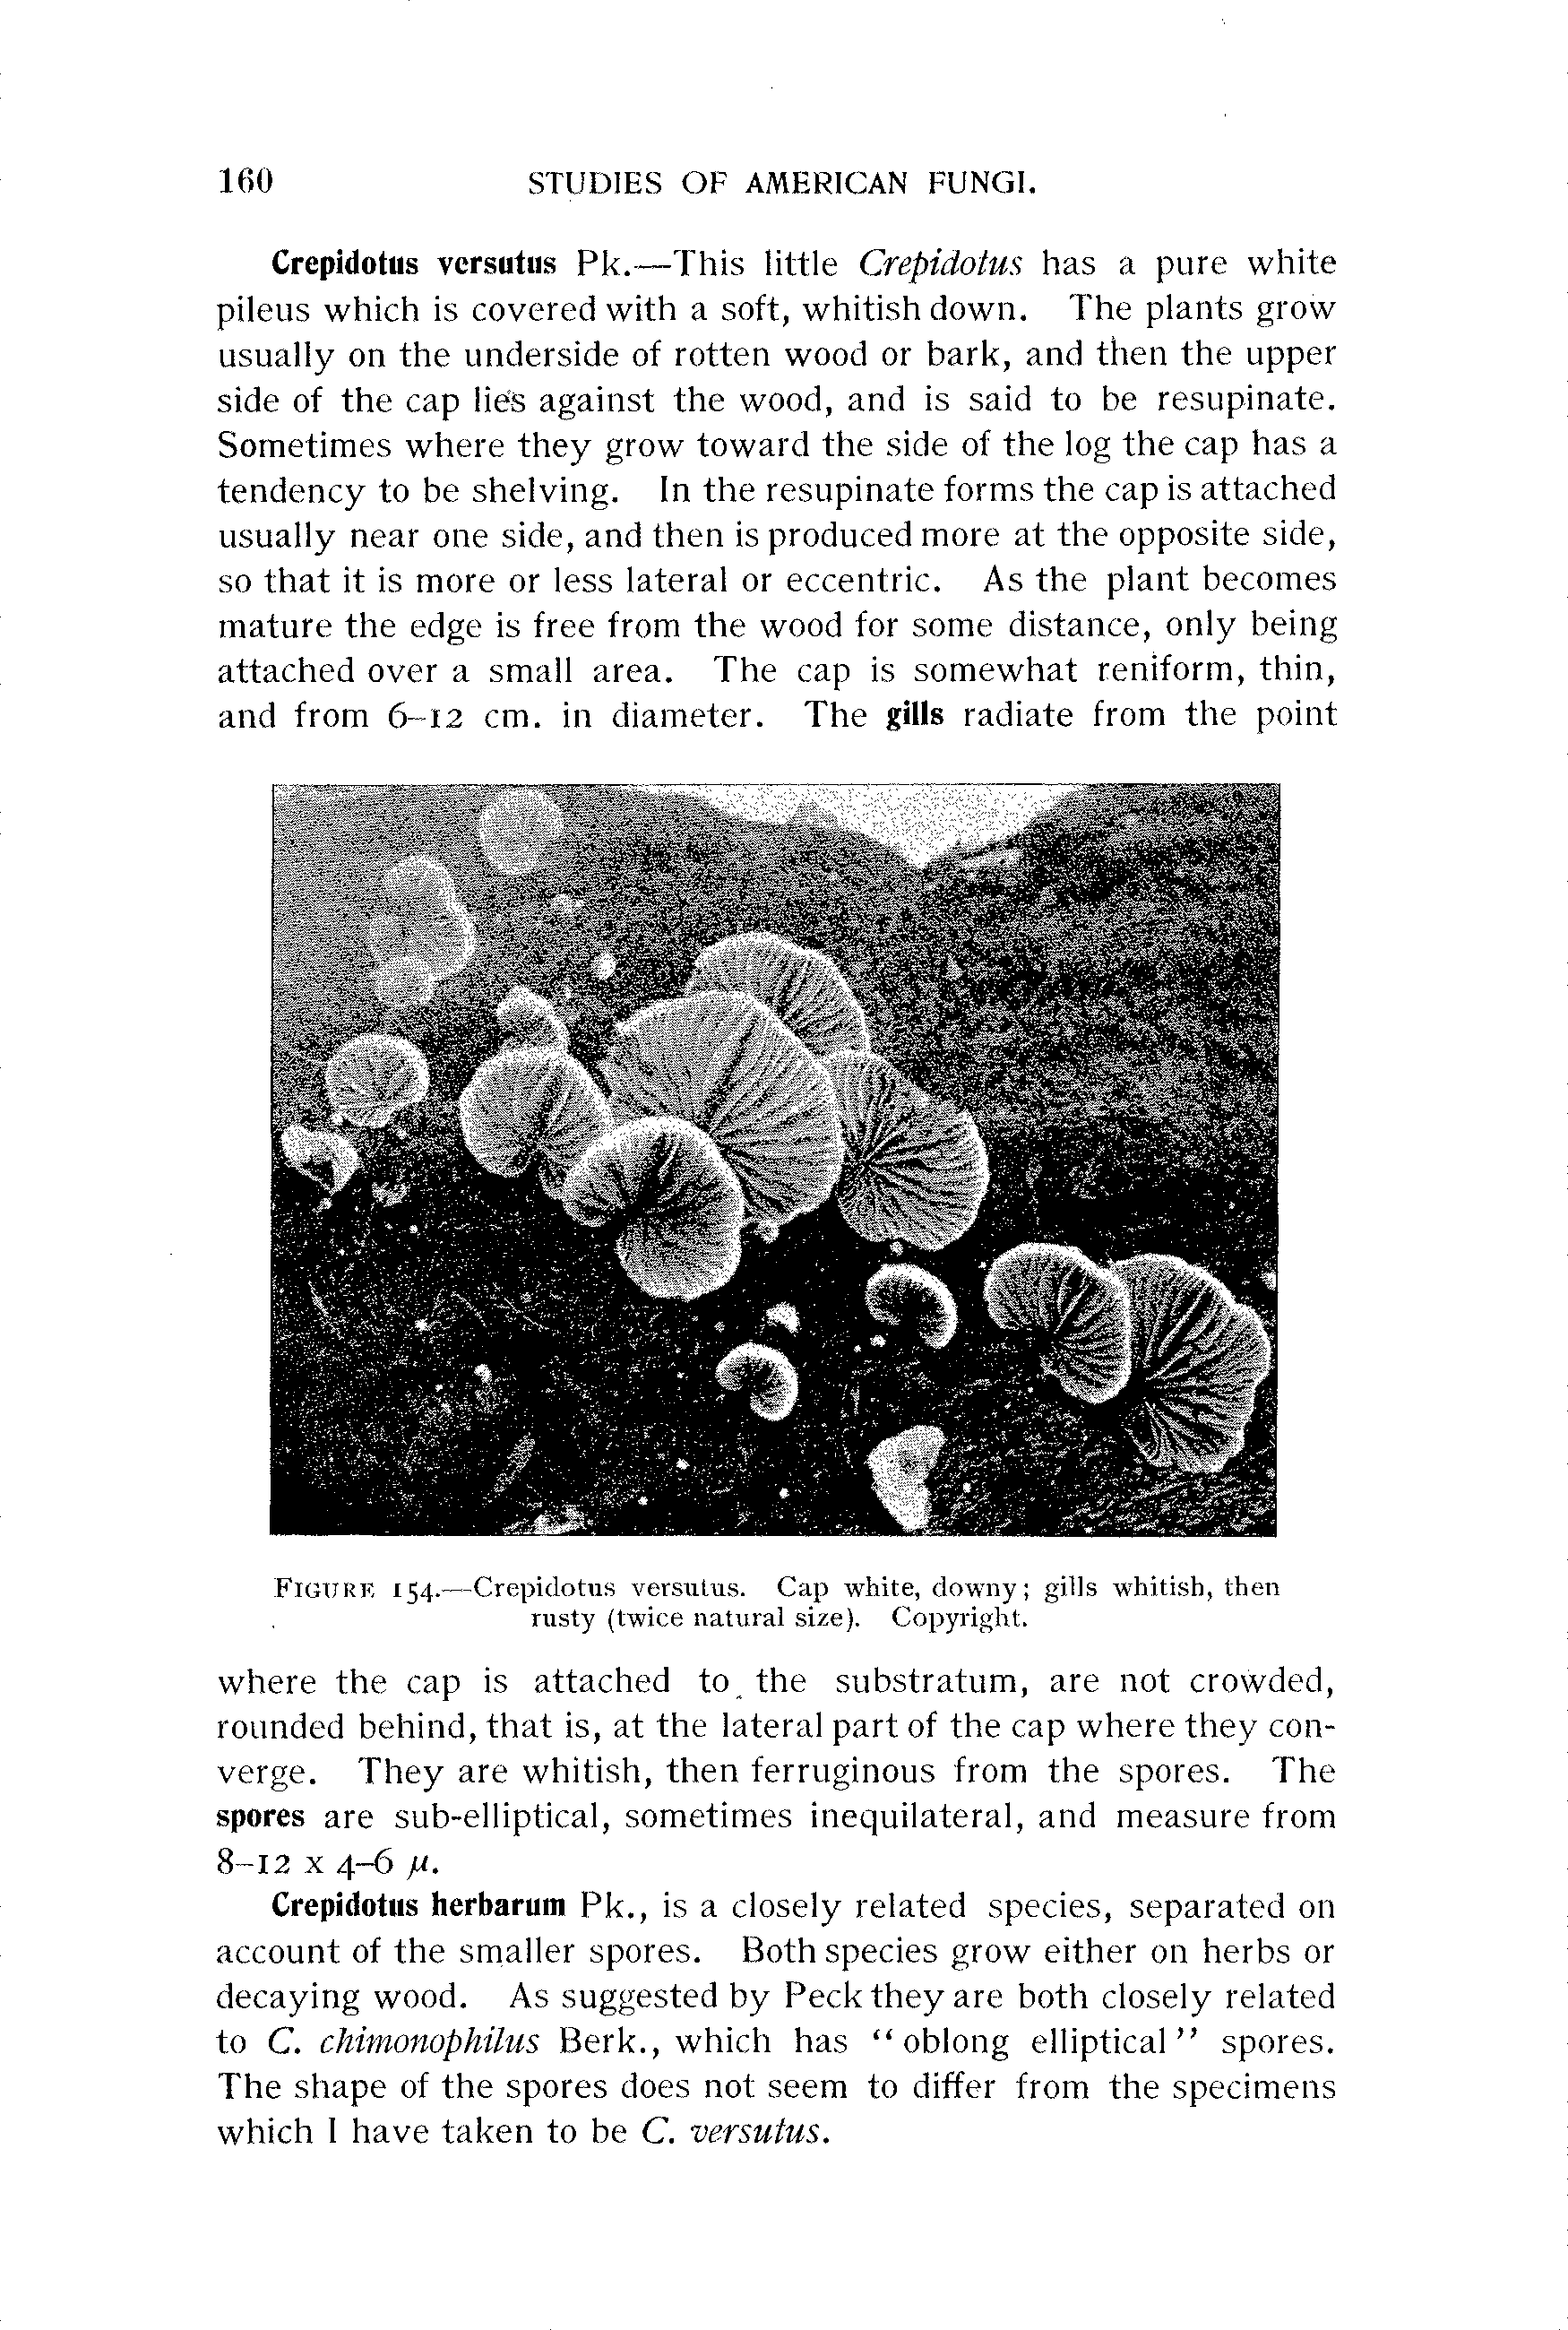 160 STUDIES OF AMERICAN FUNGI.
Crepidotus versutus Pk.—This little Crepidotus has a pure white
pileus which is covered with a soft, whitish down. The plants grow
usually on the underside of rotten wood or bark, and then the upper
side of the cap lies against the wood, and is said to be resupinate.
Sometimes where they grow toward the side of the log the cap has a
tendency to be shelving. In the resupinate forms the cap is attached
usually near one side, and then is produced more at the opposite side,
so that it is more or less lateral or eccentric. As the plant becomes
mature the edge is free from the wood for some distance, only being
attached over a small area. The cap is somewhat reniform, thin,
and from 6–12 cm. in diameter. The gills radiate from the point
FIGURE 154.—Crepidotus versutus. Cap white, downy; gills whitish, then
rusty (twice natural size). Copyright.
where the cap is attached to the substratum, are not crowded,
rounded behind, that is, at the lateral part of the cap where they con-
verge. They are whitish, then ferruginous from the spores. The
spores are sub-elliptical, sometimes inequilateral, and measure from
8–12 x 4–6 μ.
Crepidotus herbarum Pk., is a closely related species, separated on
account of the smaller spores. Both species grow either on herbs or
decaying wood. As suggested by Peck they are both closely related
to C. chimonophilus Berk., which has “oblong elliptical” spores.
The shape of the spores does not seem to differ from the specimens
which I have taken to be C. versutus.